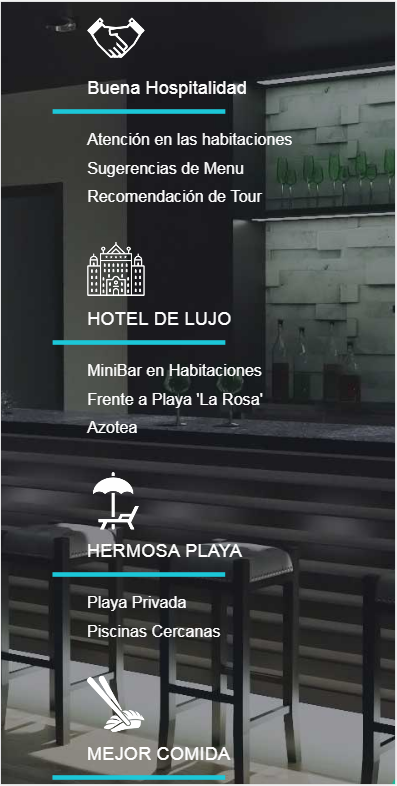 Buena Hospitalidad
Atención en las habitaciones
Sugerencias de Menu
Recomendación de Tour
HOTEL DE LUJO
MiniBar en Habitaciones
Frente a Playa 'La Rosa'
Azotea
HERMOSA PLAYA
Playa Privada
Piscinas Cercanas
MEJOR COMIDA